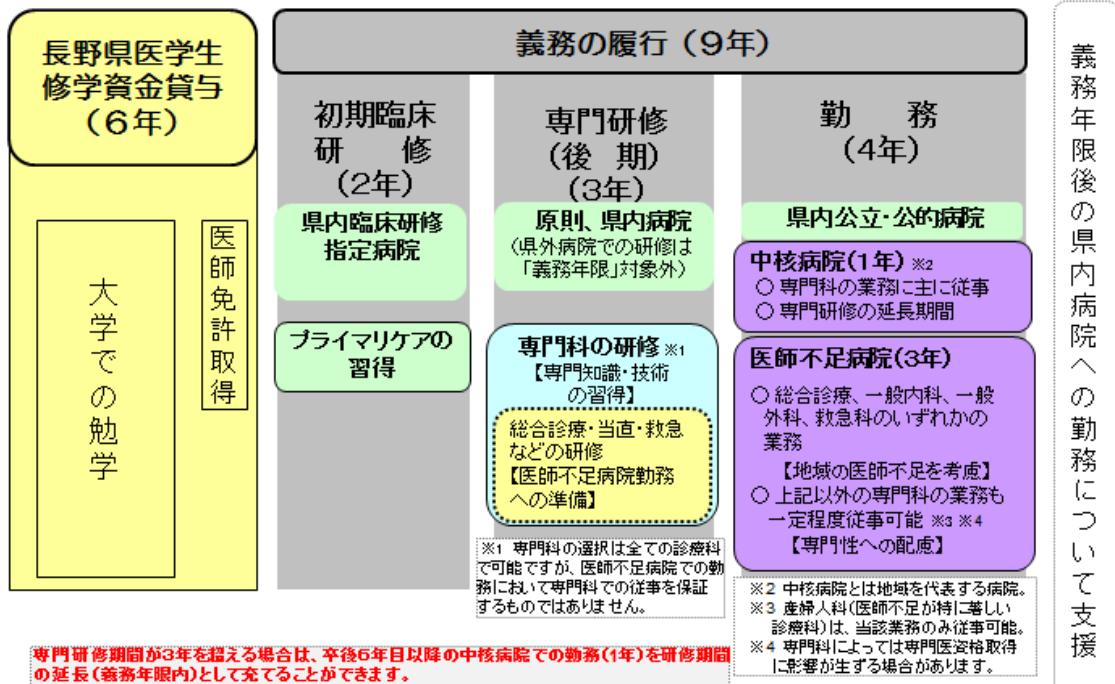 長野県医学生
修学資金貸与
（６年）
大学での勉学
医師免許取得
義務の履行（９年）
初期臨床
研　修
（２年）
県内臨床研修
指定病院
プライマリケアの
習得
専門研修
（後　期）
（３年）
原則、県内病院
（県外病院での研修は
「義務年限」対象外）
専門科の研修 ※1
【専門知識・技術
の習得】
総合診療・当直・救急
などの研修
【医師不足病院勤務
への準備】
※1 専門科の選択は全ての診療科
で可能ですが、医師不足病院での勤
務において専門科での従事を保証
するものではありません。
勤　務
（４年）
県内公立・公的病院
中核病院（１年） ※2
○ 専門科の業務に主に従事
○ 専門研修の延長期間
医師不足病院（３年）
○ 総合診療、一般内科、一般
外科、救急科のいずれかの
業務
【地域の医師不足を考慮】
○ 上記以外の専門科の業務も
一定程度従事可能 ※3 ※4
【専門性への配慮】
※2 中核病院とは地域を代表する病院。
※3 産婦人科（医師不足が特に著しい
診療科）は、当該業務のみ従事可能。
※4 専門科によっては専門医資格取得
に影響が生ずる場合があります。
義務年限後の県内病院への勤務について支援
専門研修期間が３年を超える場合は、卒後６年目以降の中核病院での勤務（１年）を研修期間
の延長（義務年限内）として充てることができます。